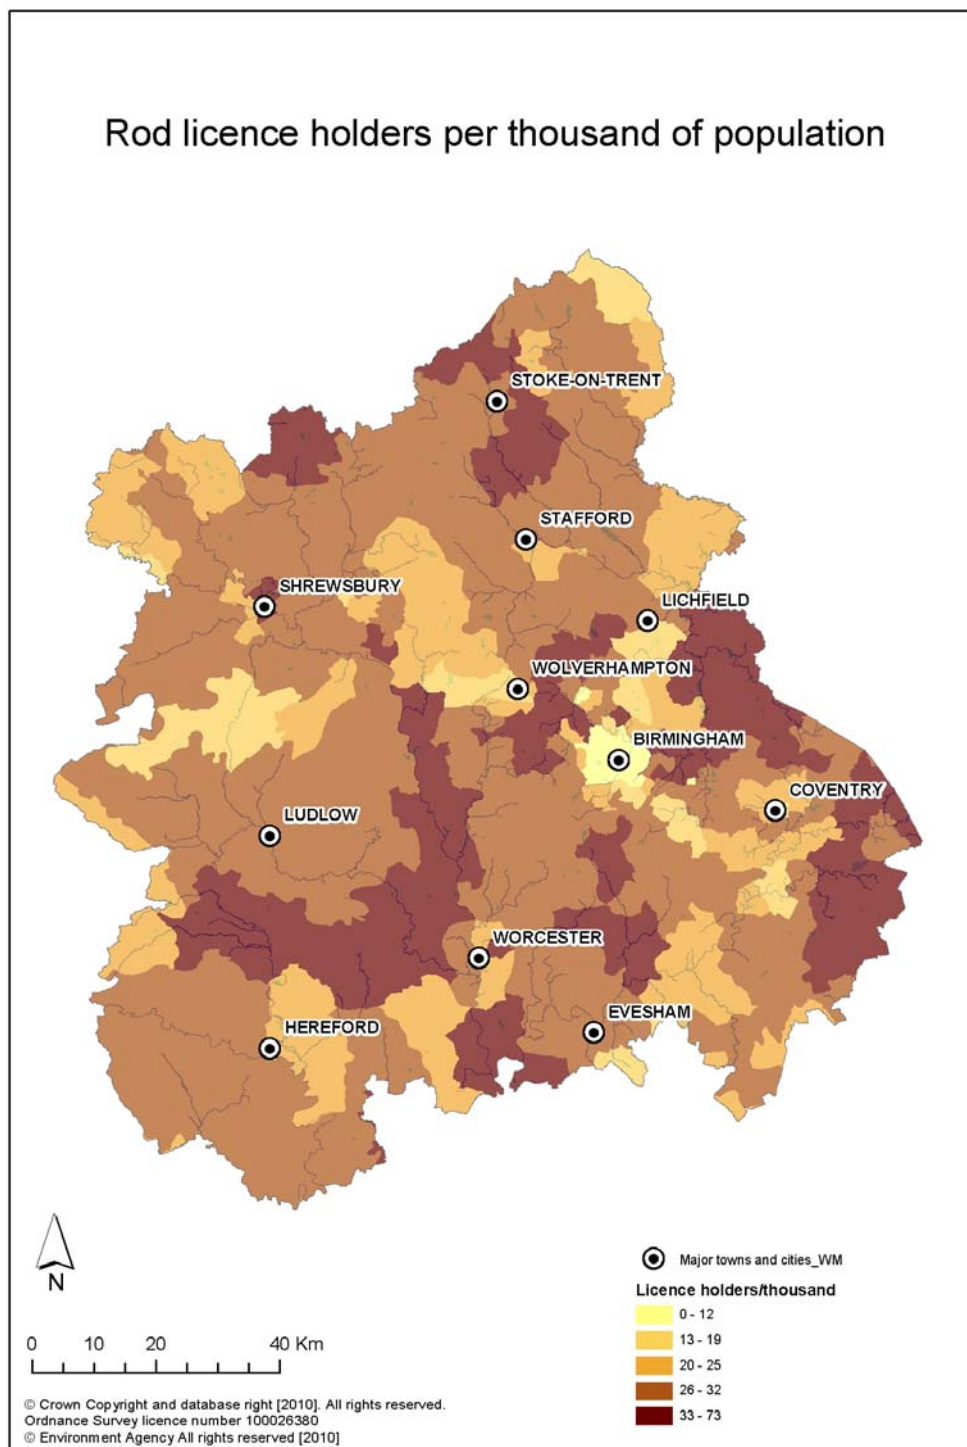 Rod licence holders per thousand of population
STOKE-ON-TRENT
STAFFORD
SHREWSBURY
LICHFIELD
WOLVERHAMPTON
BIRMINGHAM
COVENTRY
LUDLOW
WORCESTER
EVESHAM
HEREFORD
N
Major towns and cities_WM
Licence holders/thousand
0 - 12
13 - 19
20 - 25
26 - 32
33 - 73
0 10 20 40 Km
© Crown Copyright and database right [2010]. All rights reserved.
Ordnance Survey licence number 100026380
© Environment Agency All rights reserved [2010]